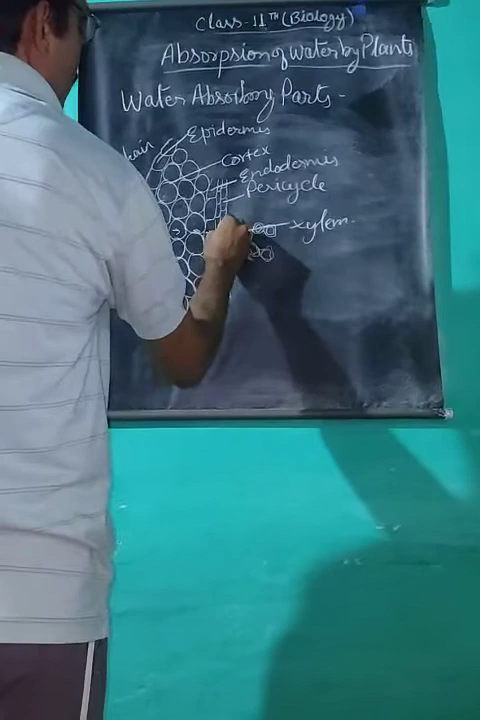 Class-11TH (Biology)
Absorpsion of Water by Plants
Water Absorbing Parts-
hair
Epidermis
Cortex
Endodermis
Pericycle
xylem.